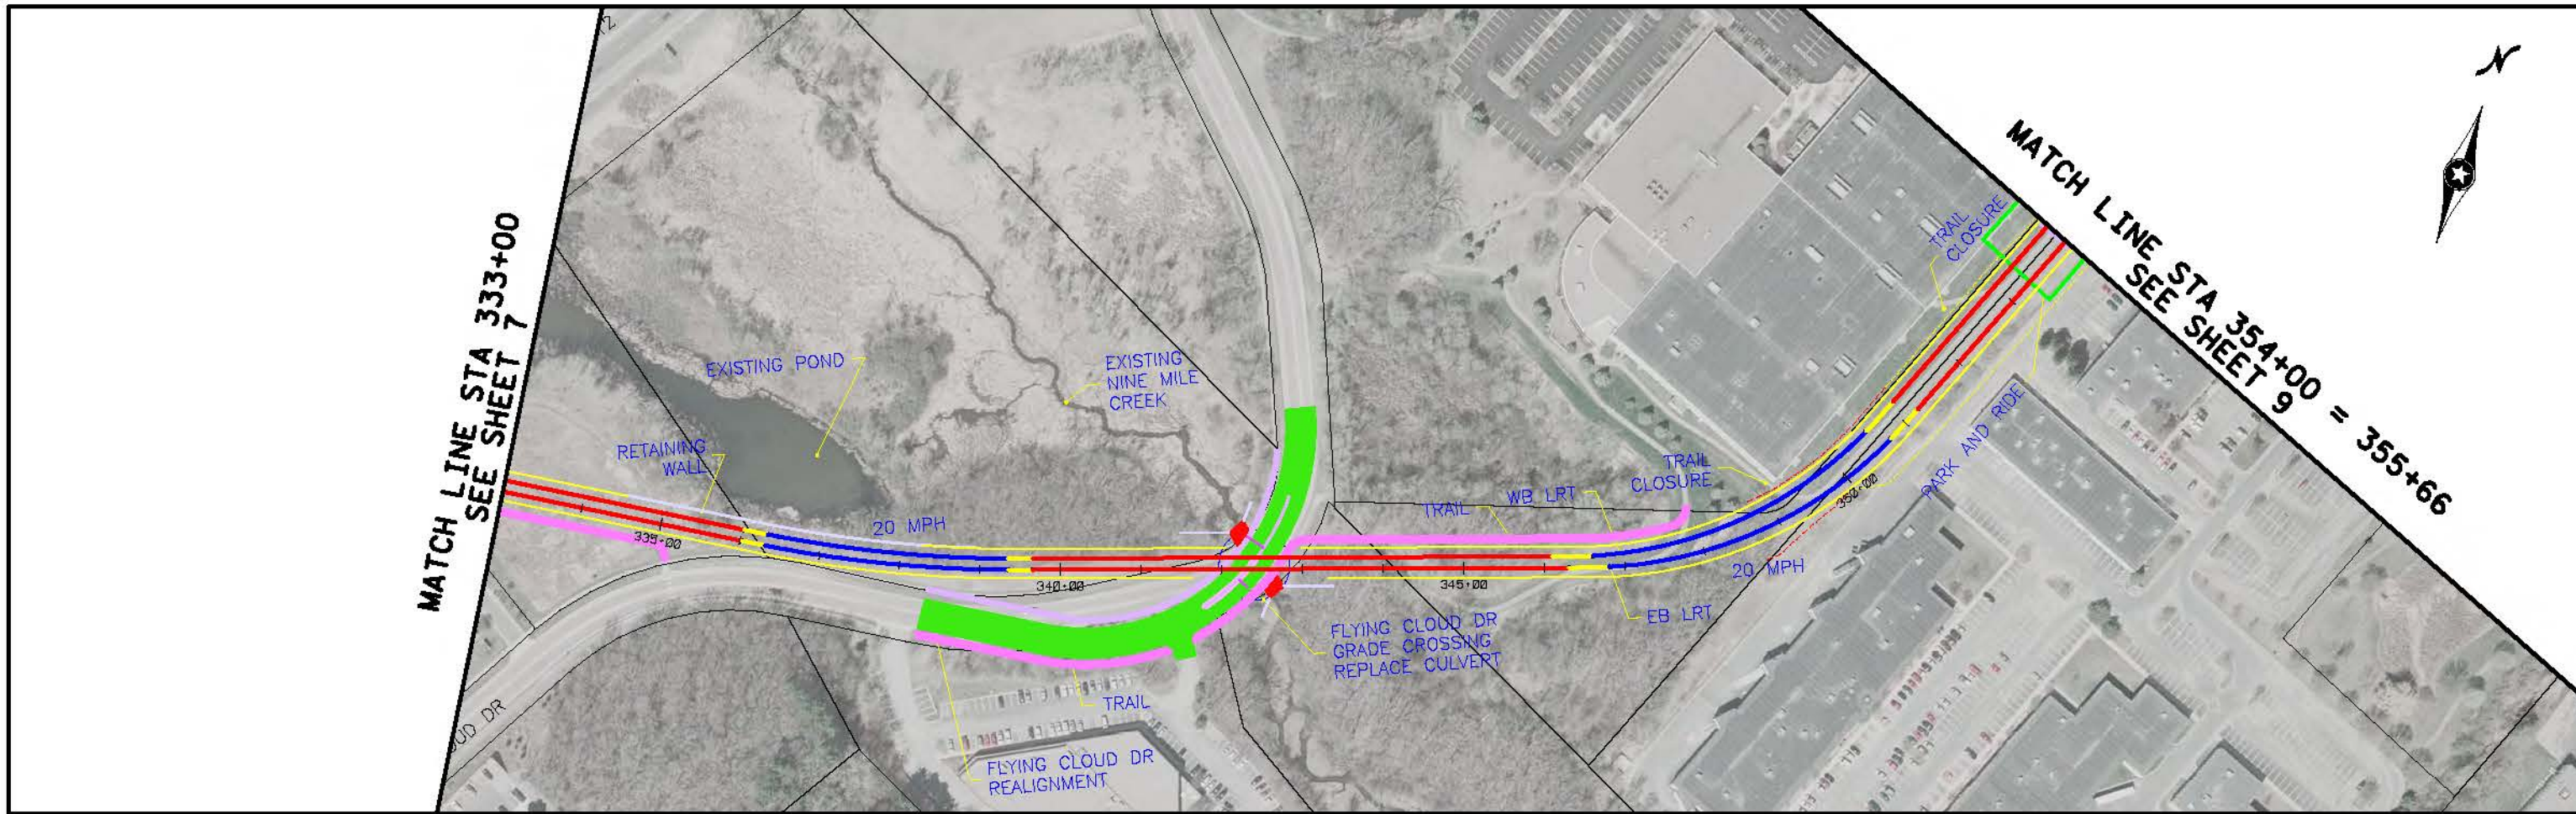 N
MATCH LINE STA 333+00
SEE SHEET 7
MATCH LINE STA 354+00 = 355+66
SEE SHEET 9
EXISTING POND
EXISTING
NINE MILE
CREEK
RETAINING
WALL
20 MPH
335+00
340+00
345+00
350+00
TRAIL
WB LRT
TRAIL
CLOSURE
TRAIL
CLOSURE
PARK AND RIDE
20 MPH
EB LRT
FLYING CLOUD DR
GRADE CROSSING
REPLACE CULVERT
TRAIL
FLYING CLOUD DR
REALIGNMENT
OUD DR